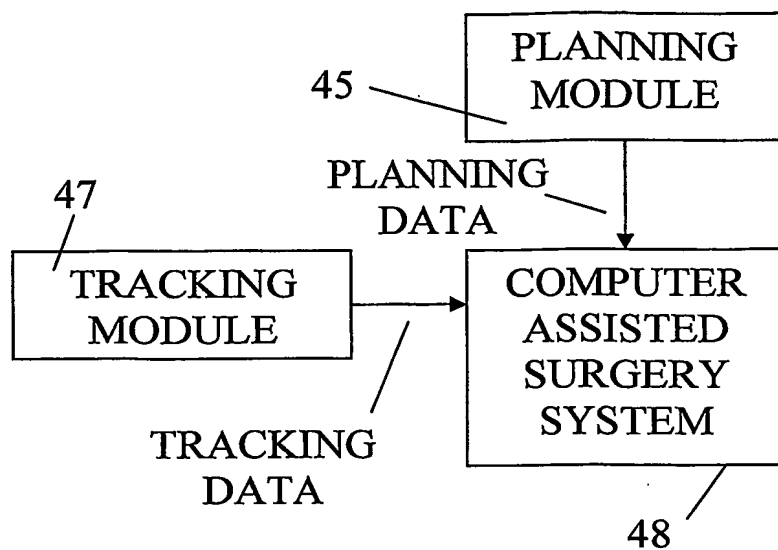 PLANNING
MODULE
45
PLANNING
DATA
47
TRACKING
MODULE
COMPUTER
ASSISTED
SURGERY
SYSTEM
TRACKING
DATA
48